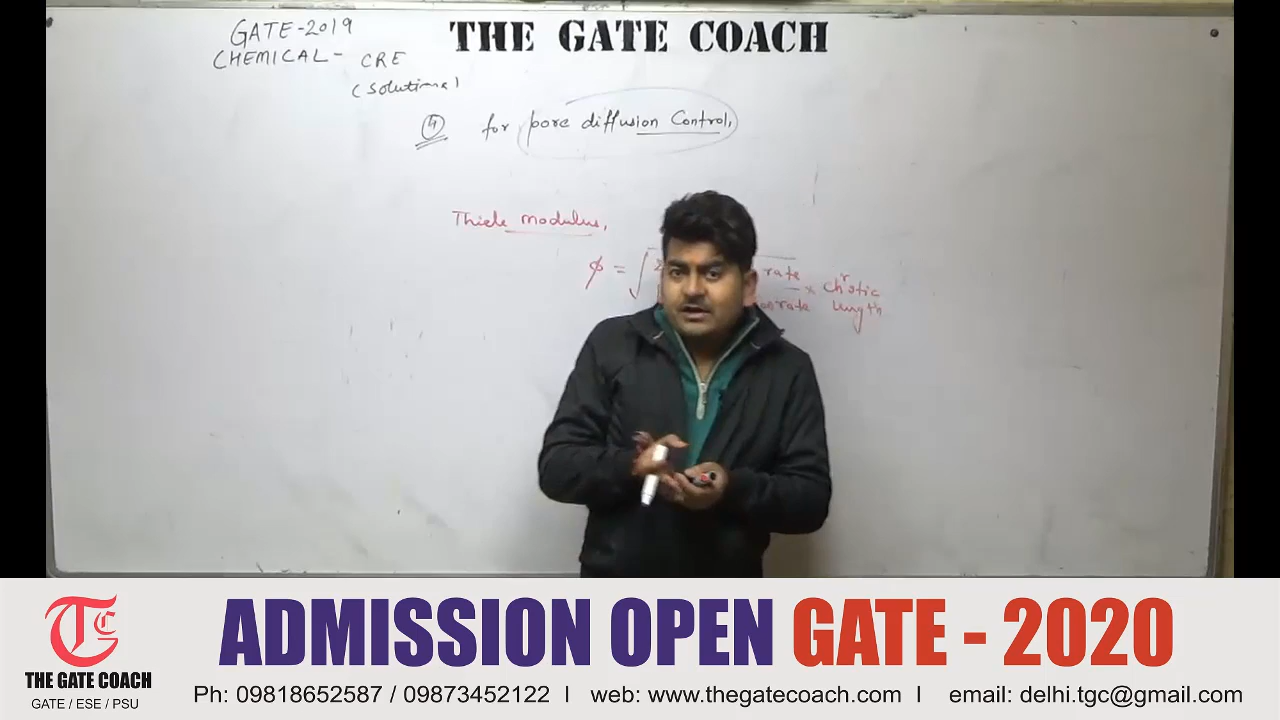 GATE-2019
THE GATE COACH
CHEMICAL - CRE
(Solutions)
4 for pore diffusion Control,
Thiele modulus,
φ = √ rate
rate × chʳstic
length
TC
ADMISSION OPEN GATE - 2020
THE GATE COACH
GATE / ESE / PSU
Ph: 09818652587 / 09873452122 I web: www.thegatecoach.com I email: delhi.tgc@gmail.com